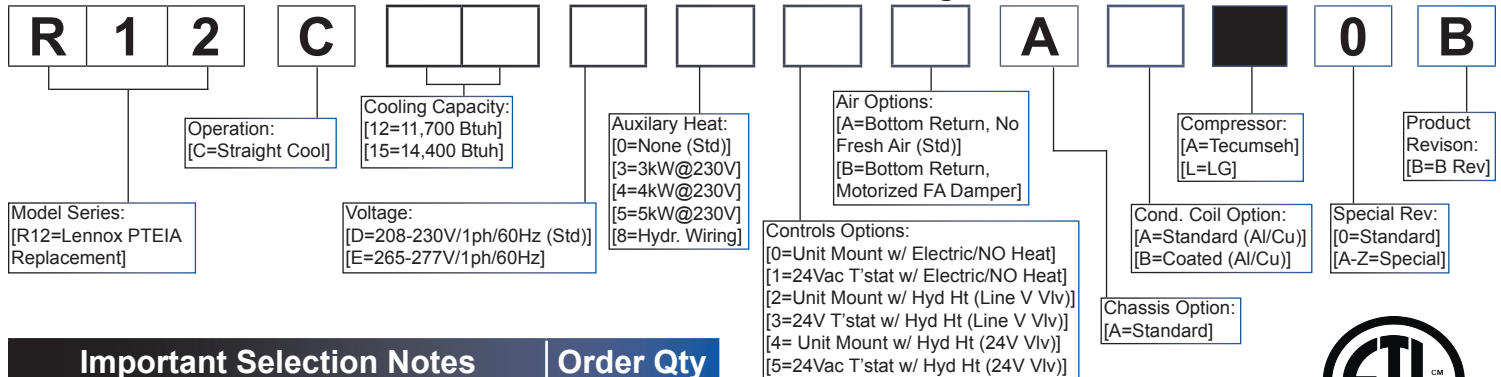 R 1 2 C A 0 B
Model Series:
[R12=Lennox PTEIA
Replacement]
Operation:
[C=Straight Cool]
Cooling Capacity:
[12=11,700 Btuh]
[15=14,400 Btuh]
Voltage:
[D=208-230V/1ph/60Hz (Std)]
[E=265-277V/1ph/60Hz]
Auxilary Heat:
[0=None (Std)]
[3=3kW@230V]
[4=4kW@230V]
[5=5kW@230V]
[8=Hydr. Wiring]
Controls Options:
[0=Unit Mount w/ Electric/NO Heat]
[1=24Vac T'stat w/ Electric/NO Heat]
[2=Unit Mount w/ Hyd Ht (Line V Vlv)]
[3=24V T'stat w/ Hyd Ht (Line V Vlv)]
[4= Unit Mount w/ Hyd Ht (24V Vlv)]
[5=24Vac T'stat w/ Hyd Ht (24V Vlv)]
Air Options:
[A=Bottom Return, No
Fresh Air (Std)]
[B=Bottom Return,
Motorized FA Damper]
Chassis Option:
[A=Standard]
Cond. Coil Option:
[A=Standard (Al/Cu)]
[B=Coated (Al/Cu)]
Compressor:
[A=Tecumseh]
[L=LG]
Special Rev:
[0=Standard]
[A-Z=Special]
Product
Revison:
[B=B Rev]
Important Selection Notes Order Qty
CM